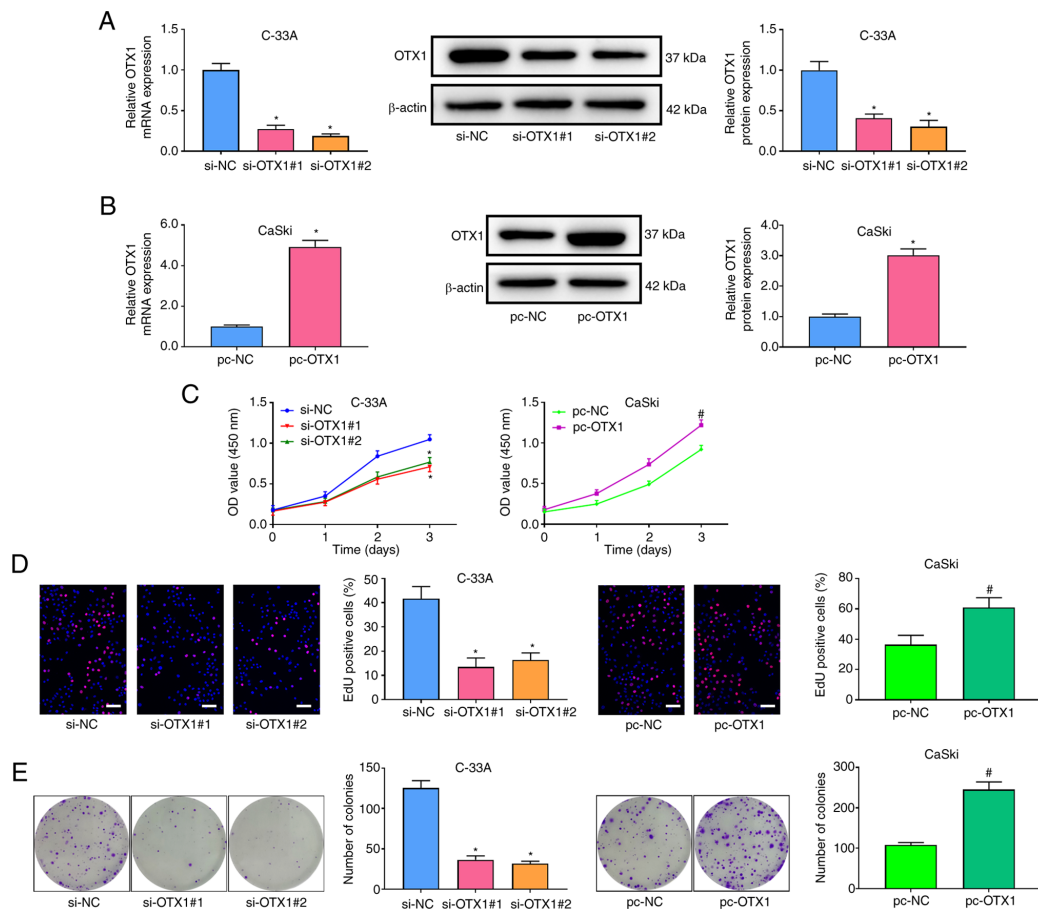 A
Relative OTX1
mRNA expression
C-33A
1.5
1.0
0.5
0.0
si-NC
si-OTX1#1
si-OTX1#2
*
*
OTX1
37 kDa
β-actin
42 kDa
si-NC
si-OTX1#1
si-OTX1#2
Relative OTX1
protein expression
C-33A
1.5
1.0
0.5
0.0
*
*
si-NC
si-OTX1#1
si-OTX1#2
B
Relative OTX1
mRNA expression
CaSki
6.0
4.0
2.0
0.0
*
pc-NC
pc-OTX1
OTX1
37 kDa
β-actin
42 kDa
pc-NC
pc-OTX1
Relative OTX1
protein expression
CaSki
4.0
3.0
2.0
1.0
0.0
*
pc-NC
pc-OTX1
C
OD value (450 nm)
C-33A
1.5
1.0
0.5
0.0
si-NC
si-OTX1#1
si-OTX1#2
*
*
0
1
2
3
Time (days)
OD value (450 nm)
CaSki
1.5
1.0
0.5
0.0
pc-NC
pc-OTX1
#
0
1
2
3
Time (days)
D
si-NC
si-OTX1#1
si-OTX1#2
EdU positive cells (%)
C-33A
50
40
30
20
10
0
*
*
si-NC
si-OTX1#1
si-OTX1#2
pc-NC
pc-OTX1
EdU positive cells (%)
CaSki
80
60
40
20
0
#
pc-NC
pc-OTX1
E
si-NC
si-OTX1#1
si-OTX1#2
Number of colonies
C-33A
150
100
50
0
*
*
si-NC
si-OTX1#1
si-OTX1#2
pc-NC
pc-OTX1
Number of colonies
CaSki
300
200
100
0
#
pc-NC
pc-OTX1